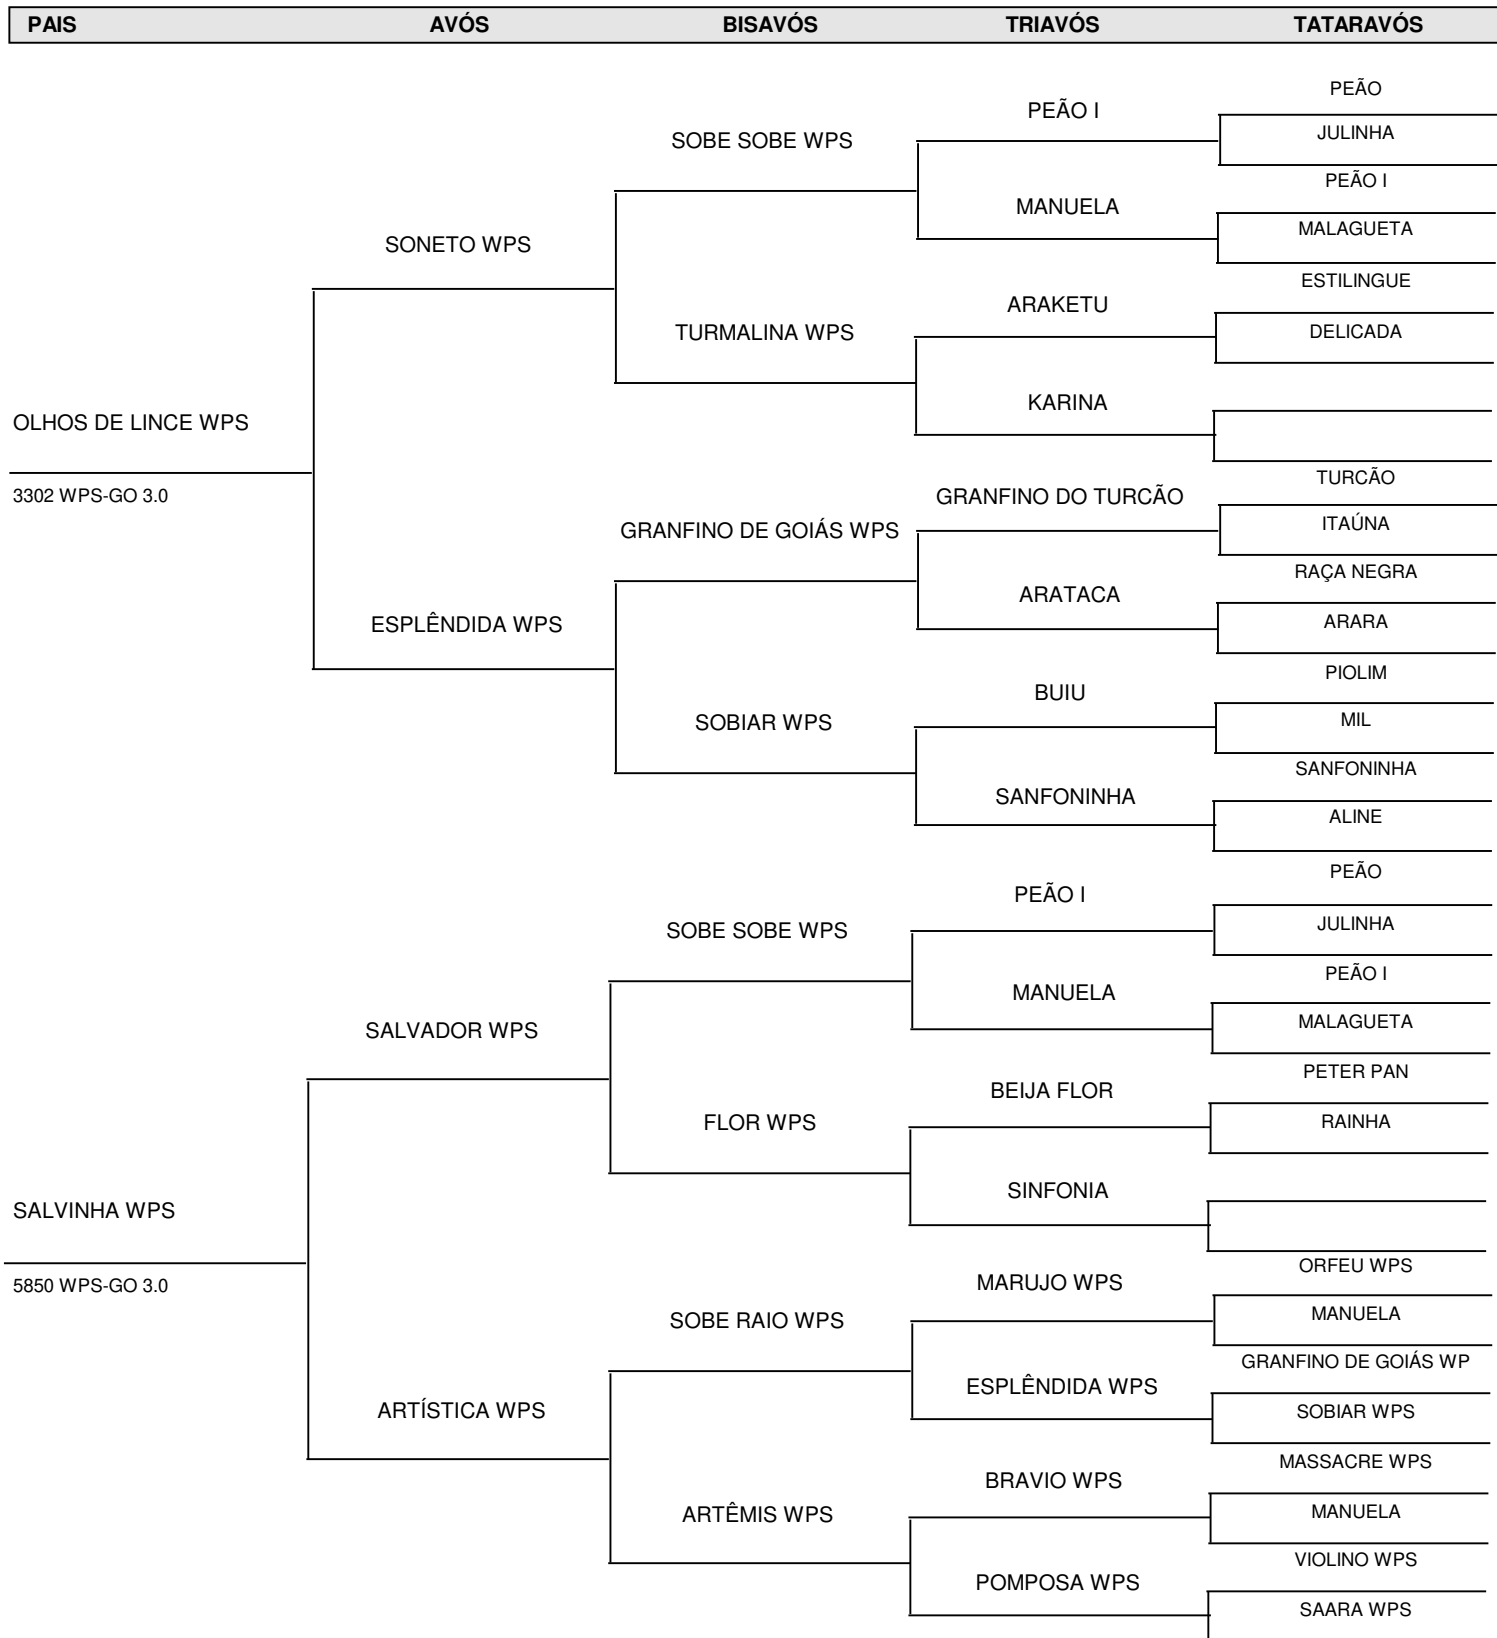 PAIS AVÓS BISAVÓS TRIAVÓS TATARAVÓS
PEÃO
PEÃO I
JULINHA
SOBE SOBE WPS
PEÃO I
MANUELA
MALAGUETA
SONETO WPS
ESTILINGUE
ARAKETU
TURMALINA WPS
DELICADA
KARINA
OLHOS DE LINCE WPS
TURCÃO
3302 WPS-GO 3.0
GRANFINO DO TURCÃO
ITAÚNA
GRANFINO DE GOIÁS WPS
RAÇA NEGRA
ARATACA
ARARA
ESPLÊNDIDA WPS
PIOLIM
BUIU
MIL
SOBIAR WPS
SANFONINHA
SANFONINHA
ALINE
PEÃO
PEÃO I
JULINHA
SOBE SOBE WPS
PEÃO I
MANUELA
MALAGUETA
SALVADOR WPS
PETER PAN
BEIJA FLOR
RAINHA
FLOR WPS
SINFONIA
SALVINHA WPS
ORFEU WPS
5850 WPS-GO 3.0
MARUJO WPS
MANUELA
SOBE RAIO WPS
GRANFINO DE GOIÁS WP
ESPLÊNDIDA WPS
SOBIAR WPS
ARTÍSTICA WPS
MASSACRE WPS
BRAVIO WPS
MANUELA
ARTÊMIS WPS
VIOLINO WPS
POMPOSA WPS
SAARA WPS